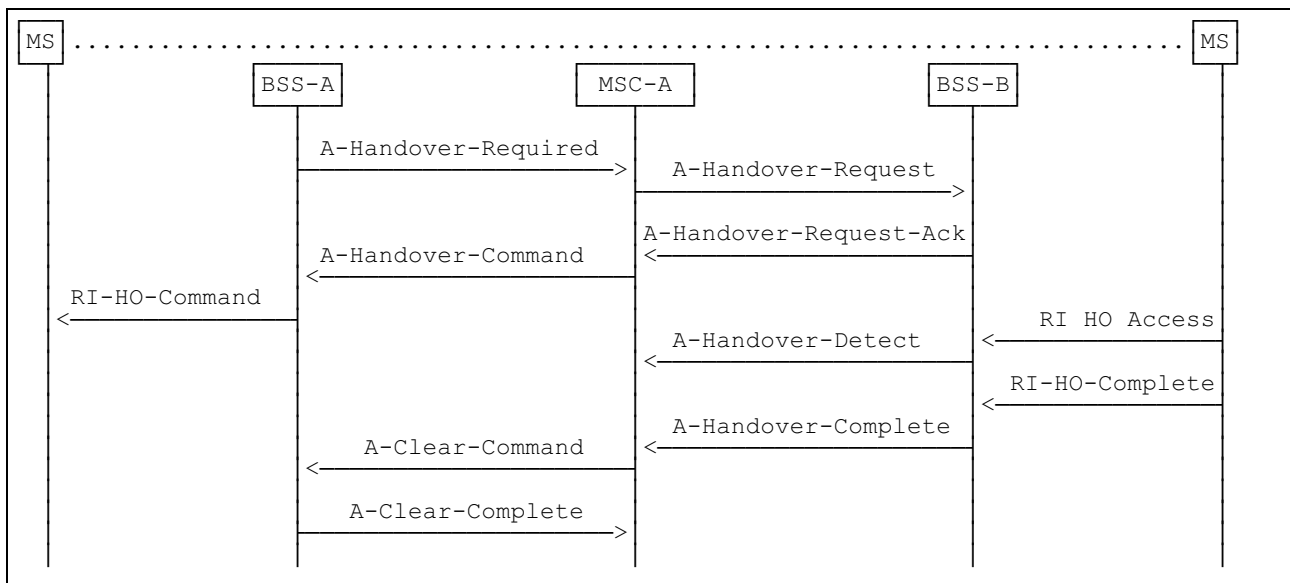 MS MS
BSS-A MSC-A BSS-B
A-Handover-Required
A-Handover-Request
A-Handover-Request-Ack
A-Handover-Command
RI-HO-Command
RI HO Access
A-Handover-Detect
RI-HO-Complete
A-Handover-Complete
A-Clear-Command
A-Clear-Complete